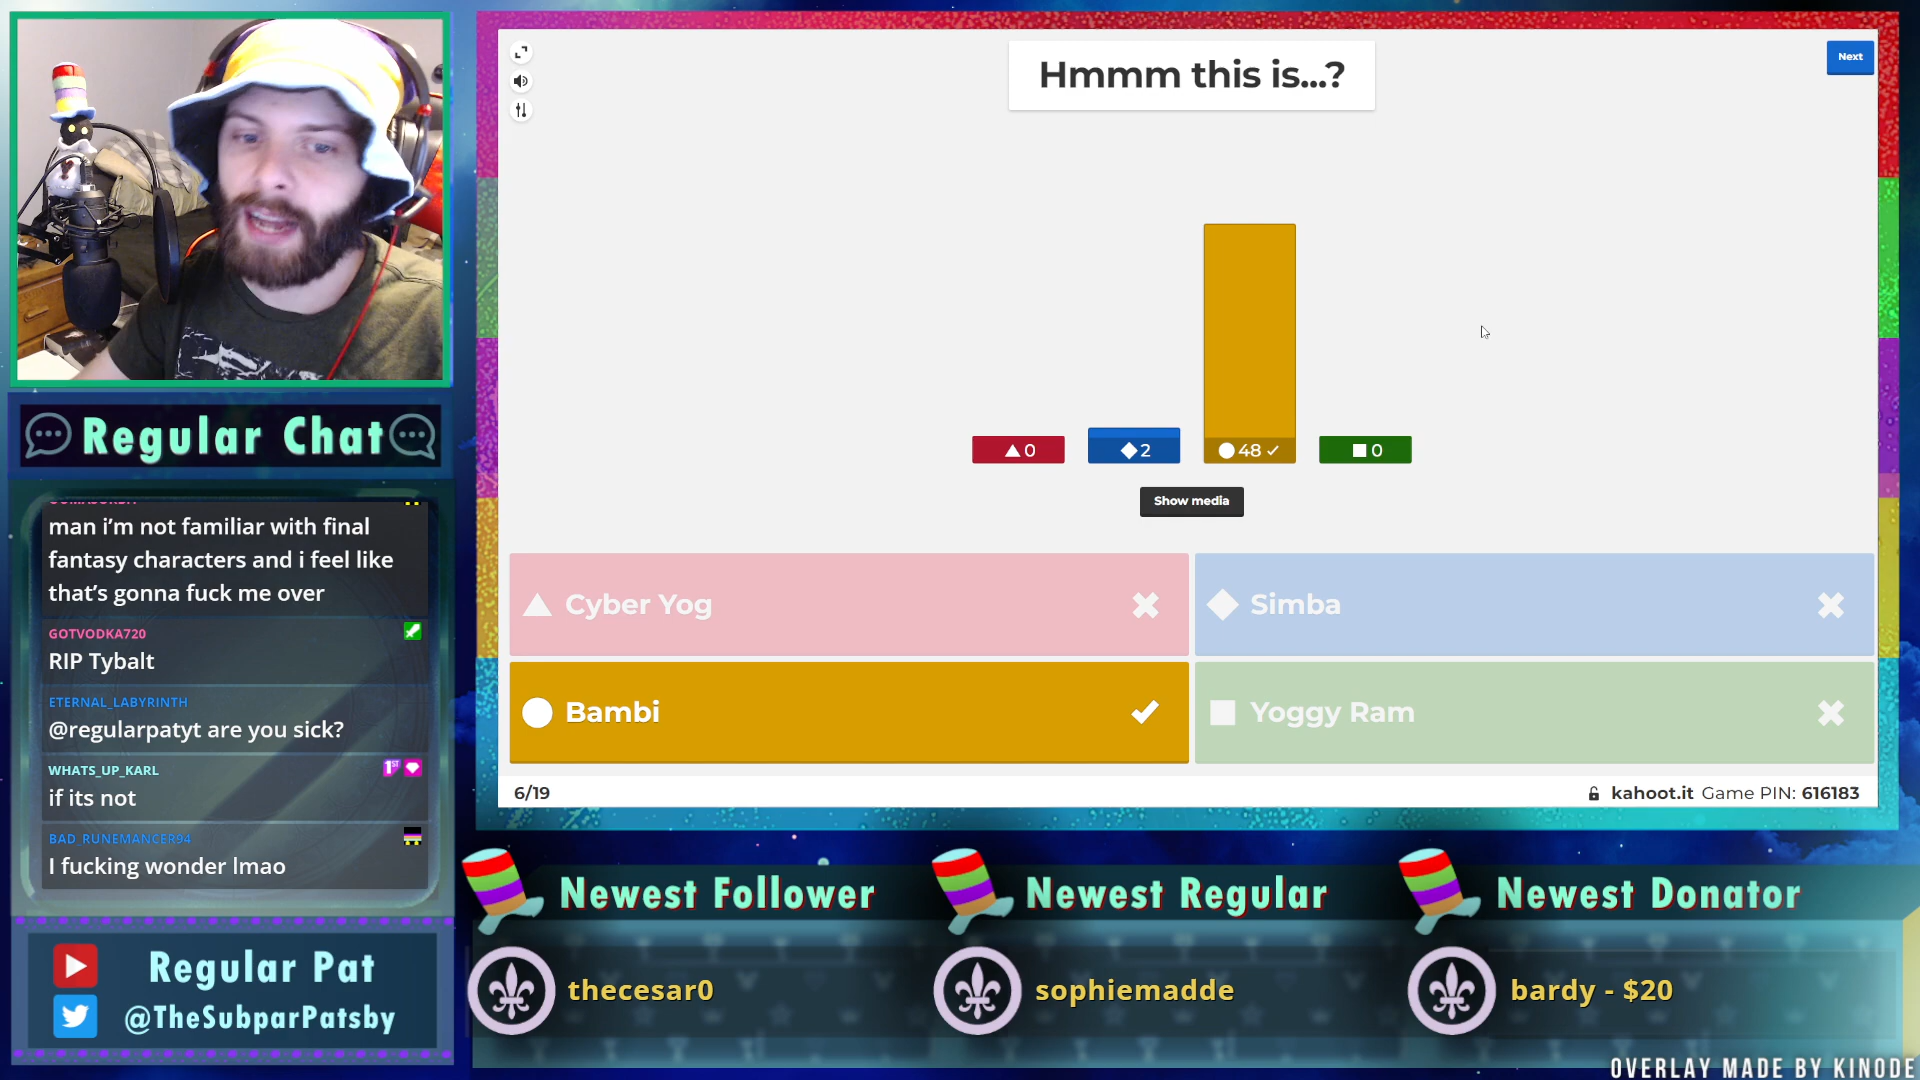 Hmmm this is...?
Next
0
2
48
0
Show media
Cyber Yog
Simba
Bambi
Yoggy Ram
6/19
kahoot.it Game PIN: 616183
Regular Chat
man i’m not familiar with final
fantasy characters and i feel like
that’s gonna fuck me over
GOTVODKA720
RIP Tybalt
ETERNAL_LABYRINTH
@regularpatyt are you sick?
WHATS_UP_KARL
1ST
if its not
BAD_RUNEMANCER94
I fucking wonder lmao
Regular Pat
@TheSubparPatsby
Newest Follower
thecesar0
Newest Regular
sophiemadde
Newest Donator
bardy - $20
OVERLAY MADE BY KINODE